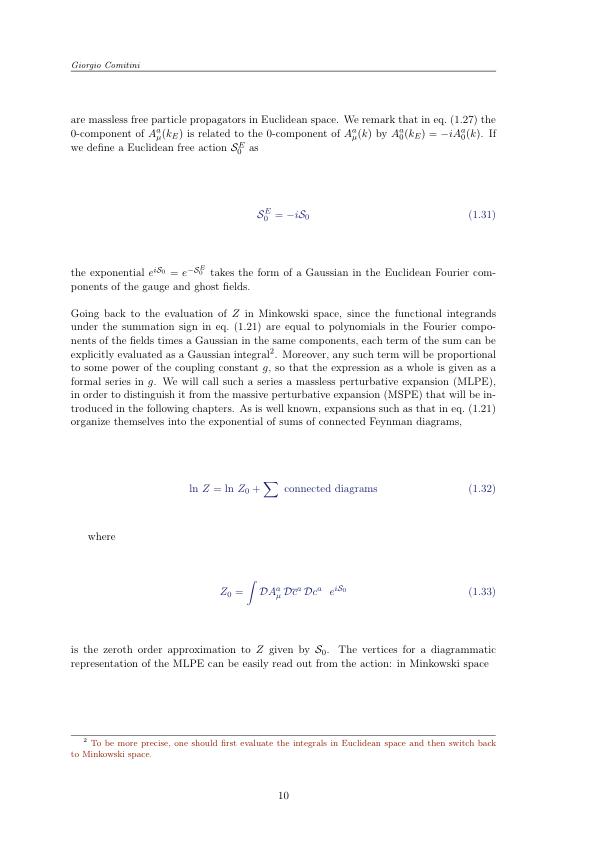 Giorgio Comitini
are massless free particle propagators in Euclidean space. We remark that in eq. (1.27) the
0-component of $A^a_\mu(k_E)$ is related to the 0-component of $A^a_\mu(k)$ by $A^a_0(k_E) = -iA^a_0(k)$. If
we define a Euclidean free action $\mathcal{S}^E_0$ as
$\mathcal{S}^E_0 = -i\mathcal{S}_0$ (1.31)
the exponential $e^{i\mathcal{S}_0} = e^{-\mathcal{S}^E_0}$ takes the form of a Gaussian in the Euclidean Fourier com-
ponents of the gauge and ghost fields.
Going back to the evaluation of $Z$ in Minkowski space, since the functional integrands
under the summation sign in eq. (1.21) are equal to polynomials in the Fourier compo-
nents of the fields times a Gaussian in the same components, each term of the sum can be
explicitly evaluated as a Gaussian integral². Moreover, any such term will be proportional
to some power of the coupling constant $g$, so that the expression as a whole is given as a
formal series in $g$. We will call such a series a massless perturbative expansion (MLPE),
in order to distinguish it from the massive perturbative expansion (MSPE) that will be in-
troduced in the following chapters. As is well known, expansions such as that in eq. (1.21)
organize themselves into the exponential of sums of connected Feynman diagrams,
$\ln Z = \ln Z_0 + \sum$ connected diagrams (1.32)
where
$Z_0 = \int \mathcal{D}A^a_\mu \, \mathcal{D}\overline{c}^a \, \mathcal{D}c^a \; e^{i\mathcal{S}_0}$ (1.33)
is the zeroth order approximation to $Z$ given by $\mathcal{S}_0$. The vertices for a diagrammatic
representation of the MLPE can be easily read out from the action: in Minkowski space
² To be more precise, one should first evaluate the integrals in Euclidean space and then switch back
to Minkowski space.
10